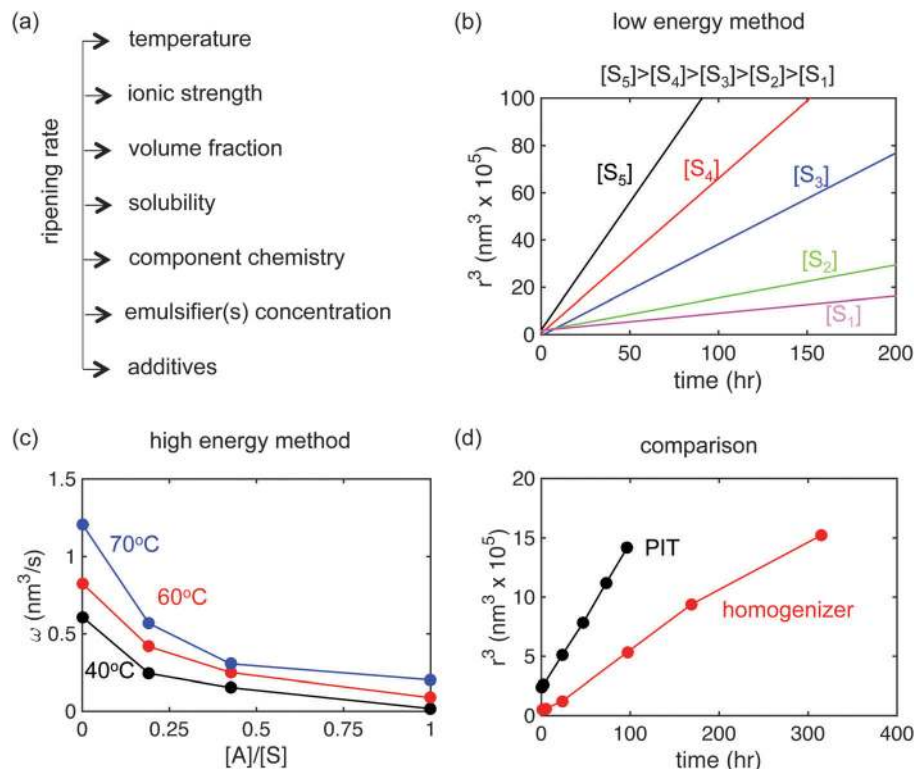 (a)
ripening rate
temperature
ionic strength
volume fraction
solubility
component chemistry
emulsifier(s) concentration
additives
(b)
low energy method
[S₅]>[S₄]>[S₃]>[S₂]>[S₁]
r³ (nm³ x 10⁵)
100
80
60
40
20
0
[S₅]
[S₄]
[S₃]
[S₂]
[S₁]
0 50 100 150 200
time (hr)
(c)
high energy method
ω (nm³/s)
1.5
1
0.5
0
70°C
60°C
40°C
0 0.25 0.5 0.75 1
[A]/[S]
(d)
comparison
r³ (nm³ x 10⁵)
20
15
10
5
0
PIT
homogenizer
0 100 200 300 400
time (hr)